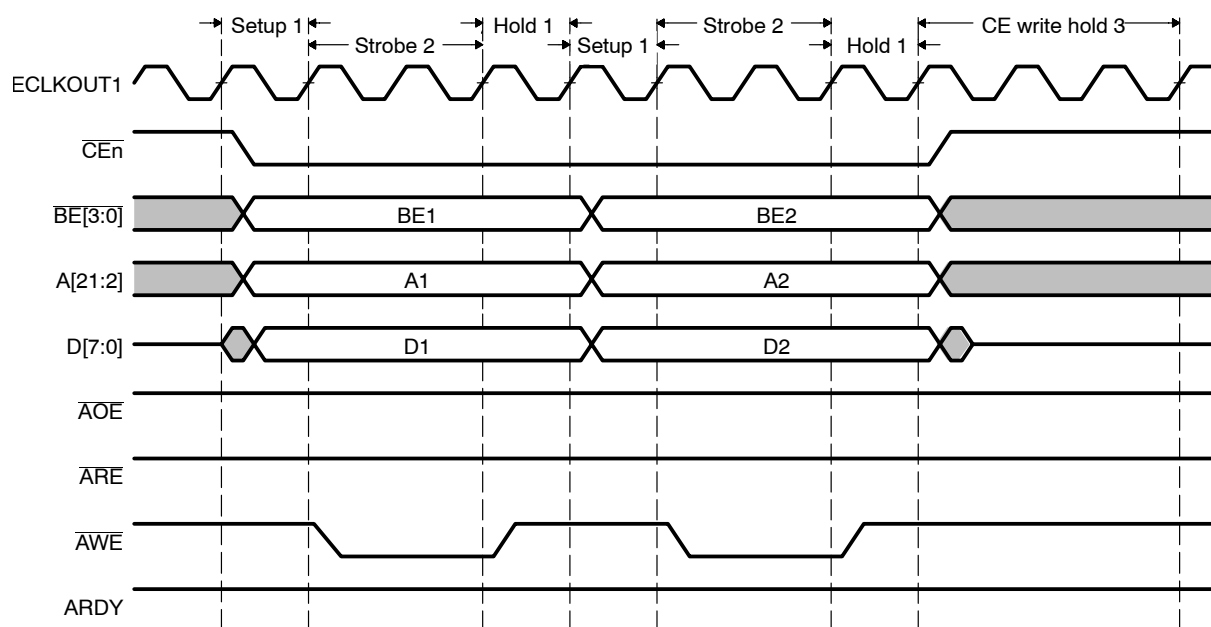 Setup 1
Hold 1
Strobe 2
CE write hold 3
Strobe 2
Setup 1
Hold 1
ECLKOUT1
CEn
BE[3:0]
BE1
BE2
A[21:2]
A1
A2
D[7:0]
D1
D2
AOE
ARE
AWE
ARDY